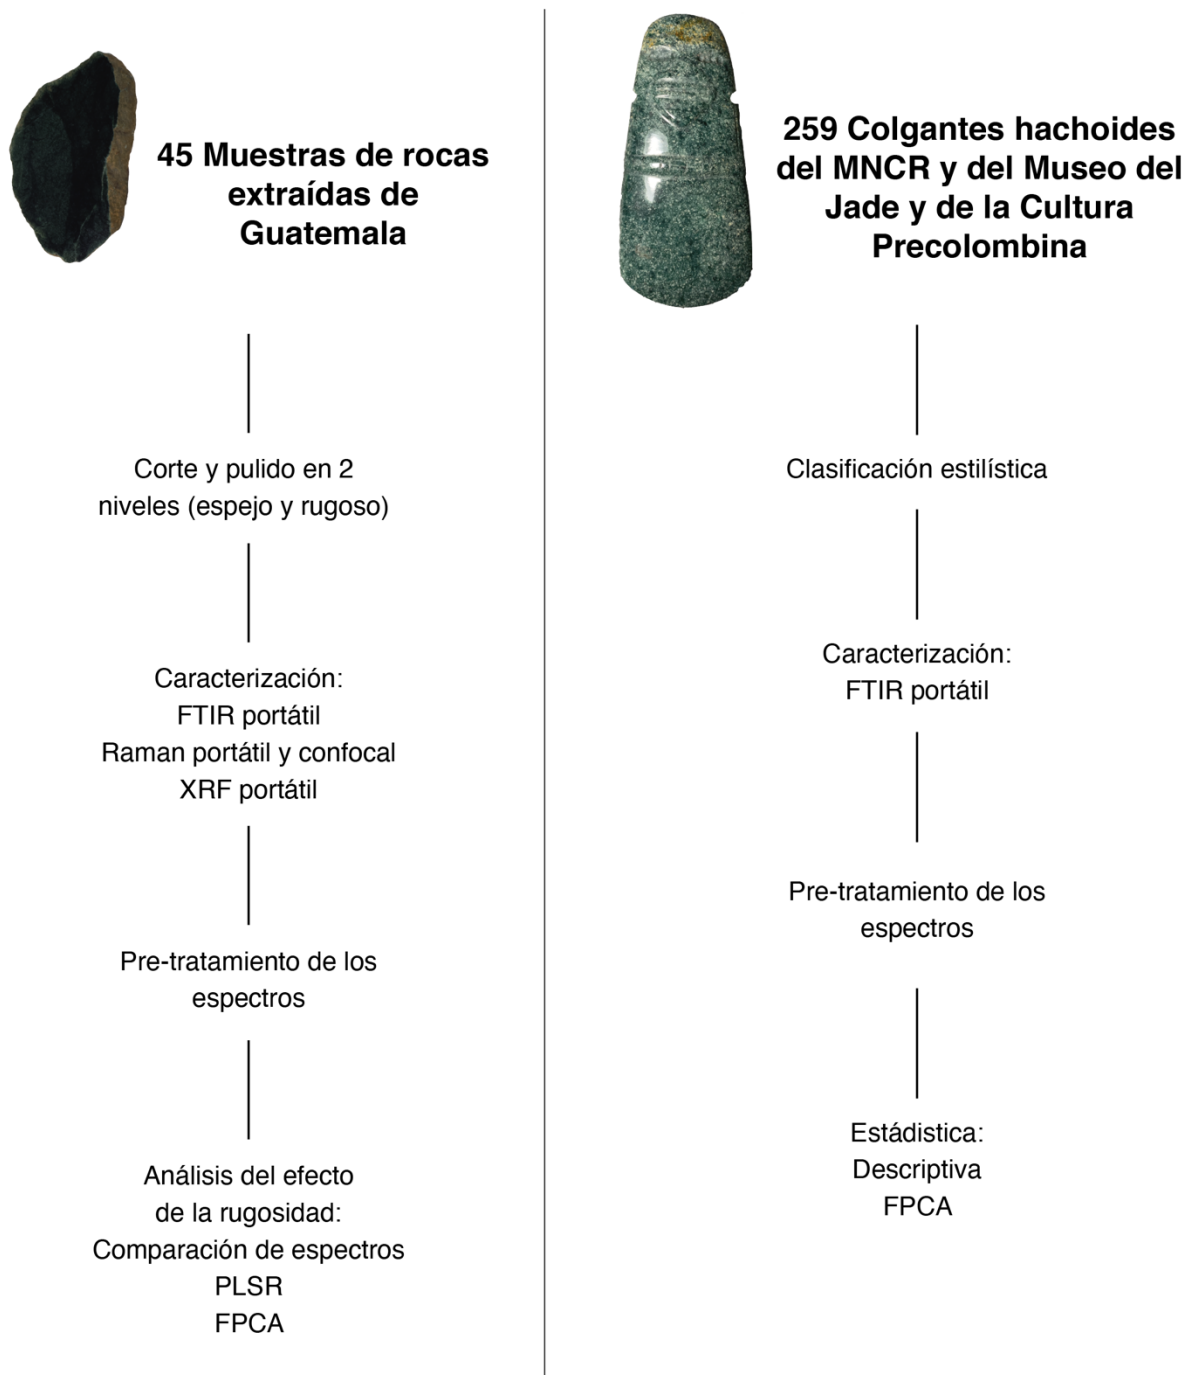 45 Muestras de rocas
extraídas de
Guatemala
Corte y pulido en 2
niveles (espejo y rugoso)
Caracterización:
FTIR portátil
Raman portátil y confocal
XRF portátil
Pre-tratamiento de los
espectros
Análisis del efecto
de la rugosidad:
Comparación de espectros
PLSR
FPCA
259 Colgantes hachoides
del MNCR y del Museo del
Jade y de la Cultura
Precolombina
Clasificación estilística
Caracterización:
FTIR portátil
Pre-tratamiento de los
espectros
Estádistica:
Descriptiva
FPCA